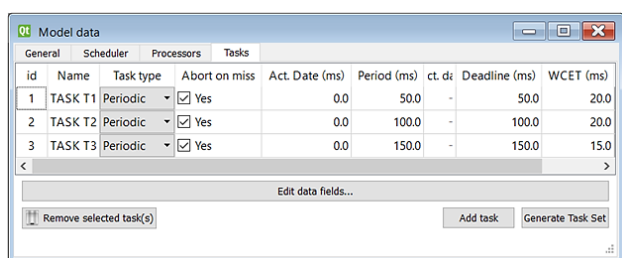 Qt Model data
General Scheduler Processors Tasks
id Name Task type Abort on miss Act. Date (ms) Period (ms) ct. da Deadline (ms) WCET (ms)
1 TASK T1 Periodic Yes 0.0 50.0 - 50.0 20.0
2 TASK T2 Periodic Yes 0.0 100.0 - 100.0 20.0
3 TASK T3 Periodic Yes 0.0 150.0 - 150.0 15.0
Edit data fields...
Remove selected task(s) Add task Generate Task Set